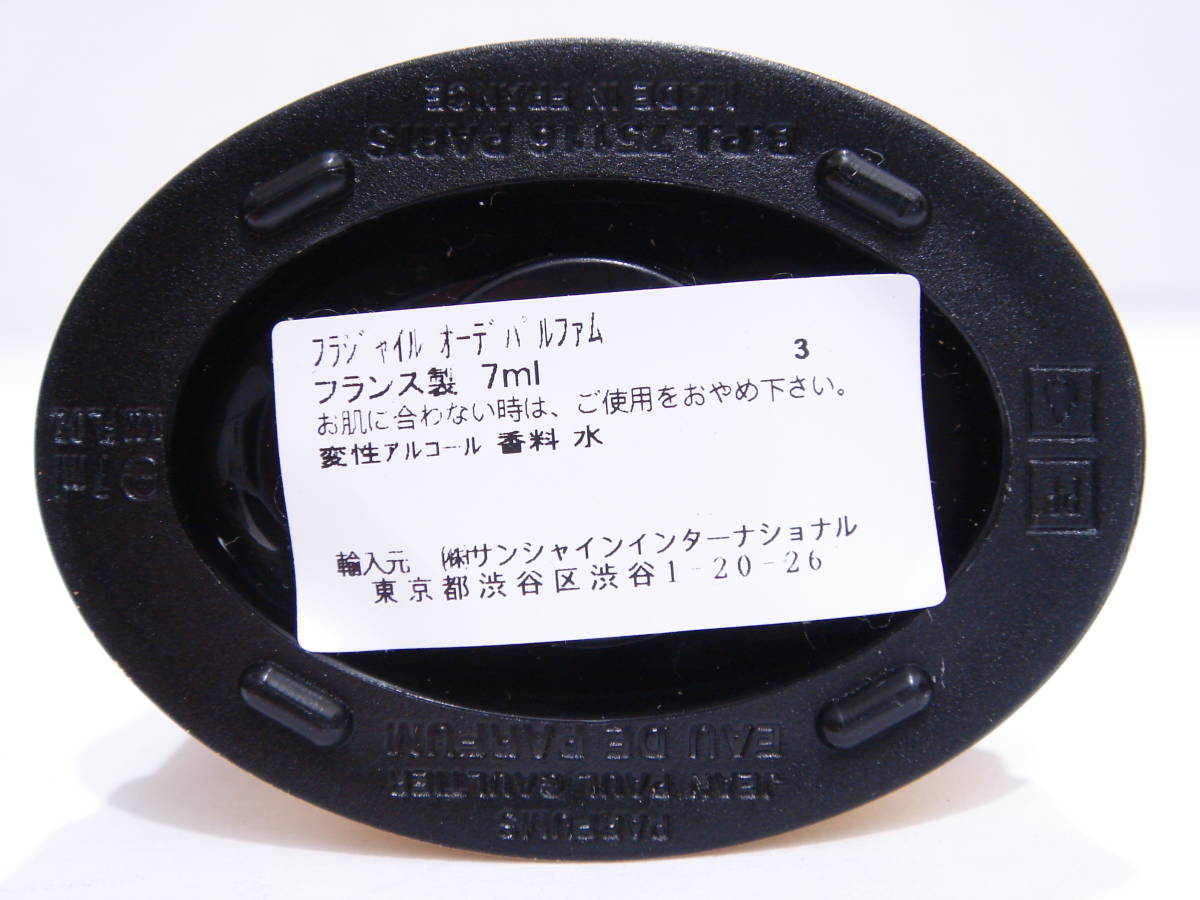 MADE IN FRANCE
B.P.I. 75116 PARIS
フラジャイル オーデパルファム
3
フランス製 7ml
お肌に合わない時は、ご使用をおやめ下さい。
変性アルコール 香料 水
輸入元 ㈱サンシャインインターナショナル
東京都渋谷区渋谷1-20-26
℮ 7 ml
PP
EAU DE PARFUM
JEAN PAUL GAULTIER
PARFUMS